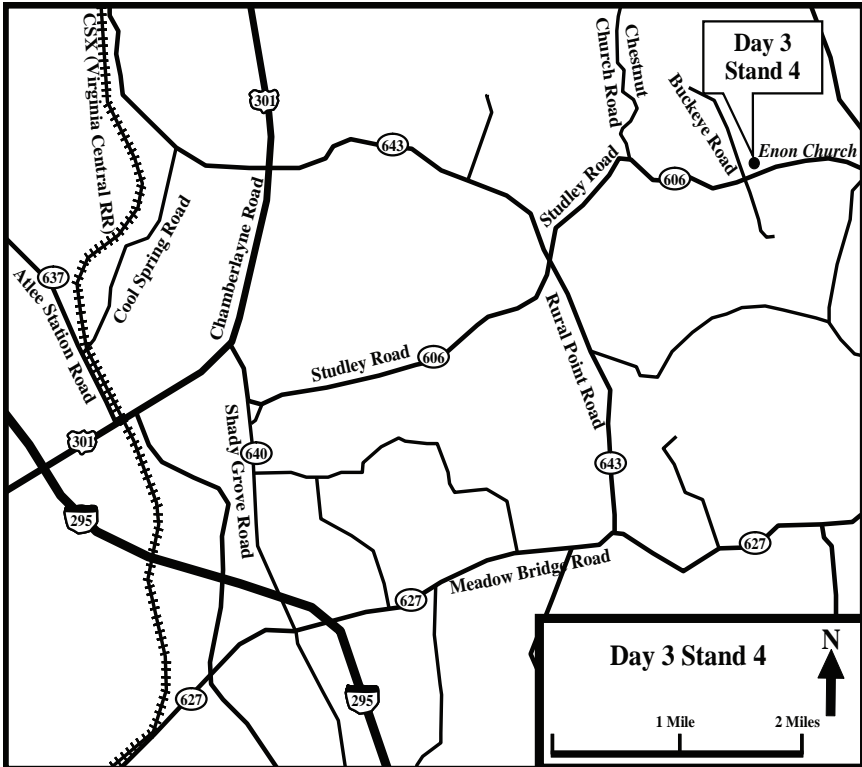 CSX (Virginia Central RR)
301
643
Chestnut
Church Road
Day 3
Stand 4
Buckeye Road
Enon Church
606
Studley Road
637
Atlee Station Road
Cool Spring Road
Chamberlayne Road
Rural Point Road
Studley Road
606
301
Shady Grove Road
640
643
295
627
Meadow Bridge Road
627
295
627
Day 3 Stand 4
N
1 Mile
2 Miles